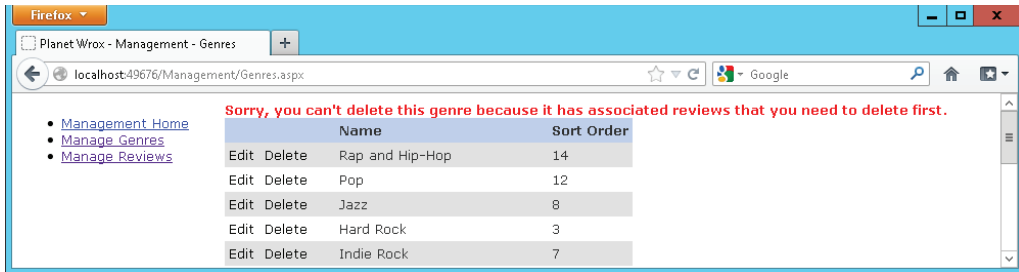 Firefox
Planet Wrox - Management - Genres
localhost:49676/Management/Genres.aspx
Google
Management Home
Manage Genres
Manage Reviews
Sorry, you can't delete this genre because it has associated reviews that you need to delete first.
Name Sort Order
Edit Delete Rap and Hip-Hop 14
Edit Delete Pop 12
Edit Delete Jazz 8
Edit Delete Hard Rock 3
Edit Delete Indie Rock 7